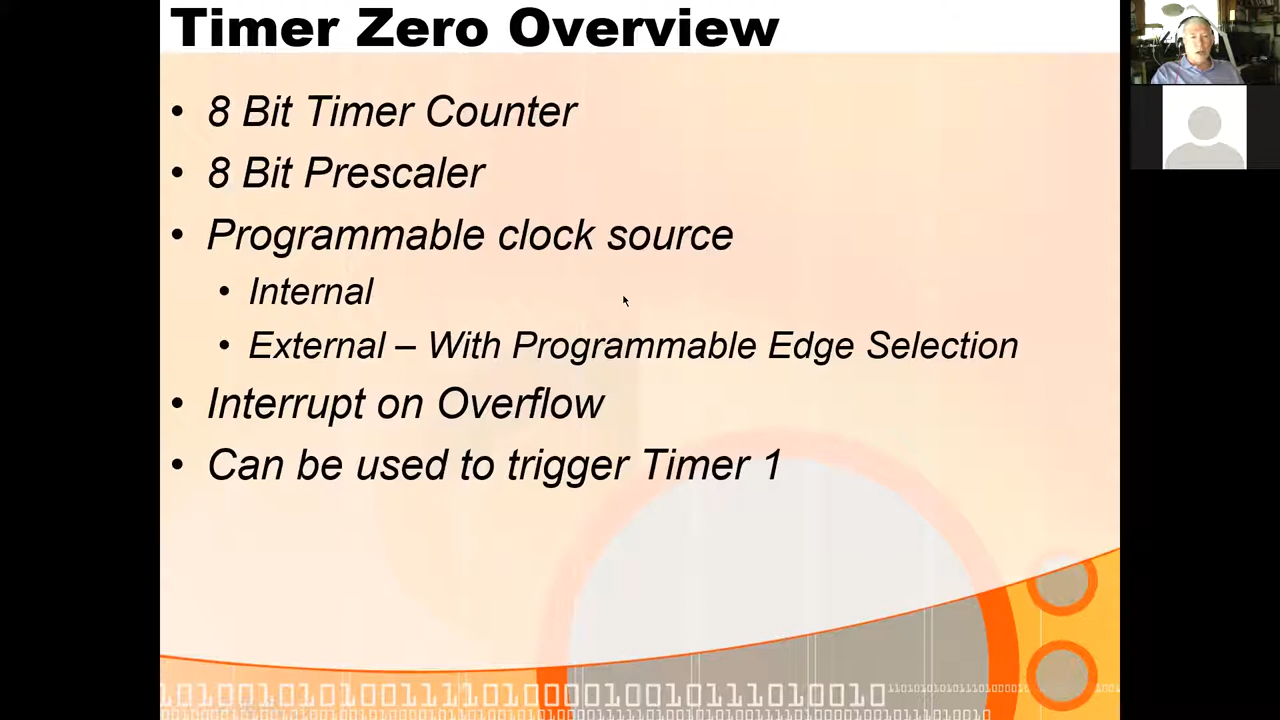 Timer Zero Overview
• 8 Bit Timer Counter
• 8 Bit Prescaler
• Programmable clock source
• Internal
• External – With Programmable Edge Selection
• Interrupt on Overflow
• Can be used to trigger Timer 1